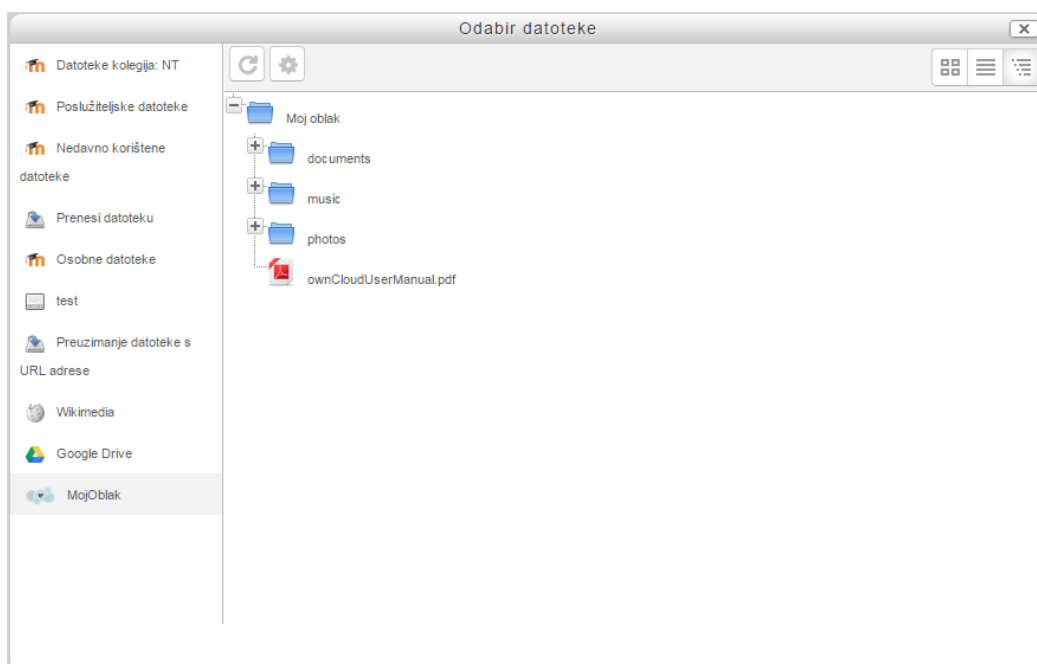 Odabir datoteke
Datoteke kolegija: NT
Poslužiteljske datoteke
Nedavno korištene
datoteke
Prenesi datoteku
Osobne datoteke
test
Preuzimanje datoteke s
URL adrese
Wikimedia
Google Drive
MojOblak
Moj oblak
documents
music
photos
ownCloudUserManual.pdf